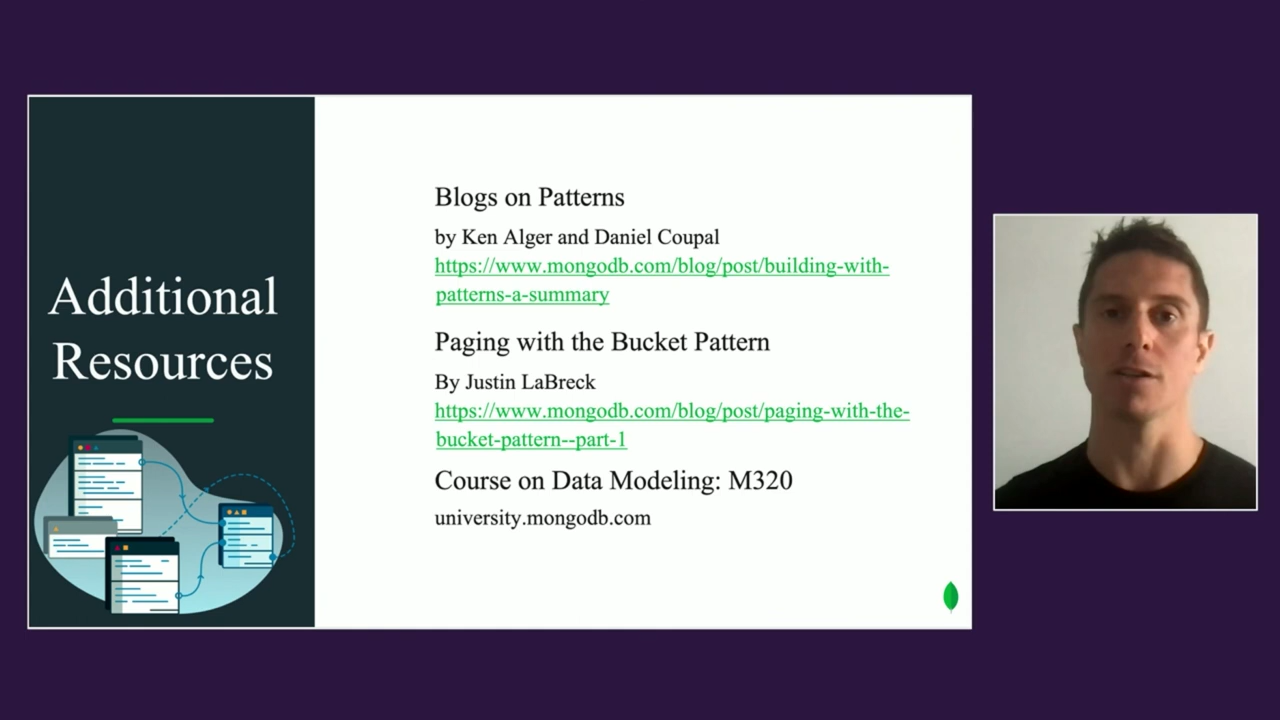 Additional
Resources
Blogs on Patterns
by Ken Alger and Daniel Coupal
https://www.mongodb.com/blog/post/building-with-
patterns-a-summary
Paging with the Bucket Pattern
By Justin LaBreck
https://www.mongodb.com/blog/post/paging-with-the-
bucket-pattern--part-1
Course on Data Modeling: M320
university.mongodb.com